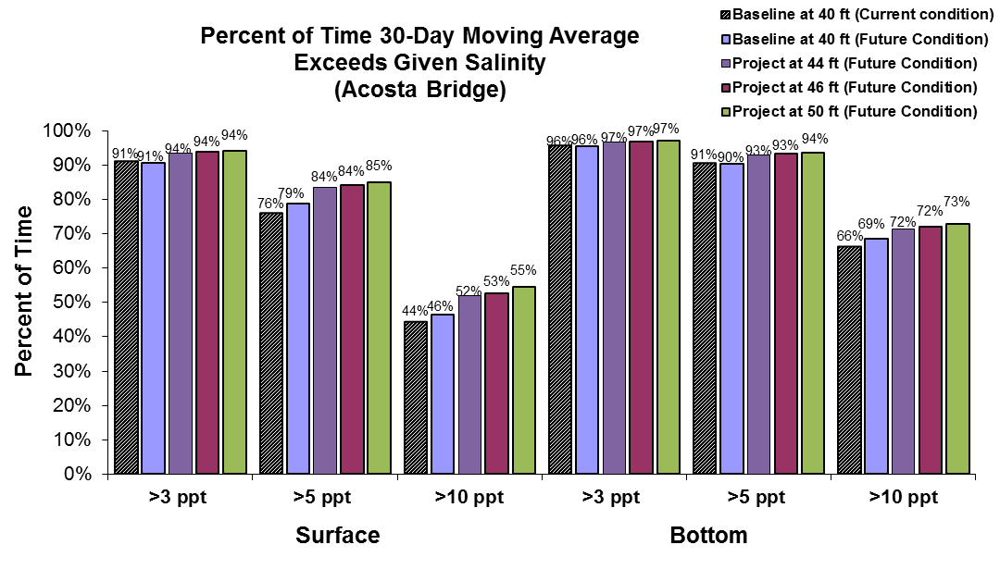 Percent of Time 30-Day Moving Average
Exceeds Given Salinity
(Acosta Bridge)
Baseline at 40 ft (Current condition)
Baseline at 40 ft (Future Condition)
Project at 44 ft (Future Condition)
Project at 46 ft (Future Condition)
Project at 50 ft (Future Condition)
Percent of Time
100%
90%
80%
70%
60%
50%
40%
30%
20%
10%
0%
91% 91% 94% 94% 94%
76% 79% 84% 84% 85%
44% 46% 52% 53% 55%
96% 96% 97% 97% 97%
91% 90% 93% 93% 94%
66% 69% 72% 72% 73%
>3 ppt >5 ppt >10 ppt >3 ppt >5 ppt >10 ppt
Surface Bottom